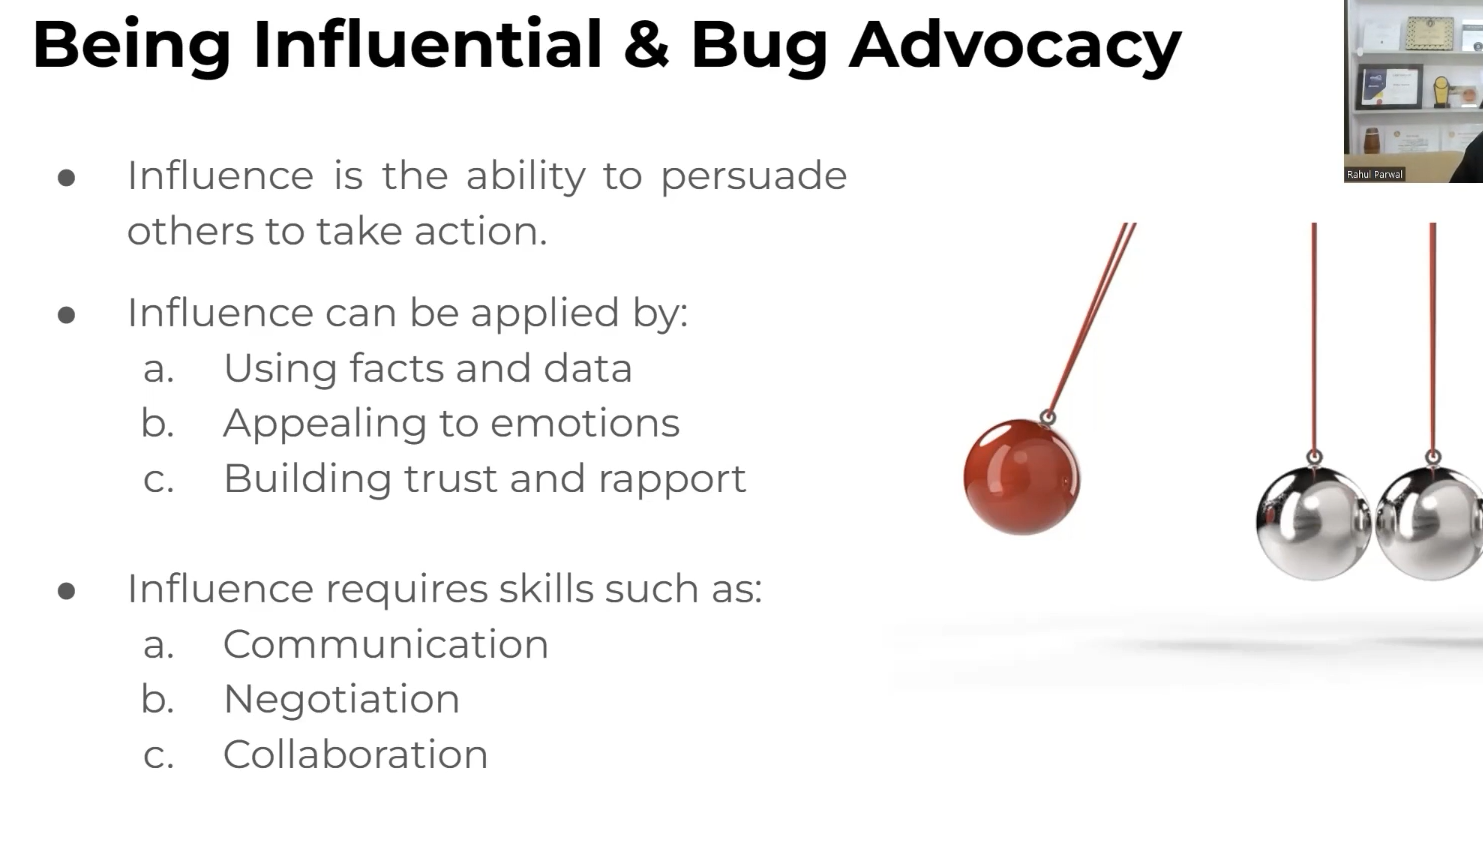 Being Influential & Bug Advocacy
● Influence is the ability to persuade
others to take action.
● Influence can be applied by:
a. Using facts and data
b. Appealing to emotions
c. Building trust and rapport
● Influence requires skills such as:
a. Communication
b. Negotiation
c. Collaboration
Rahul Parwal